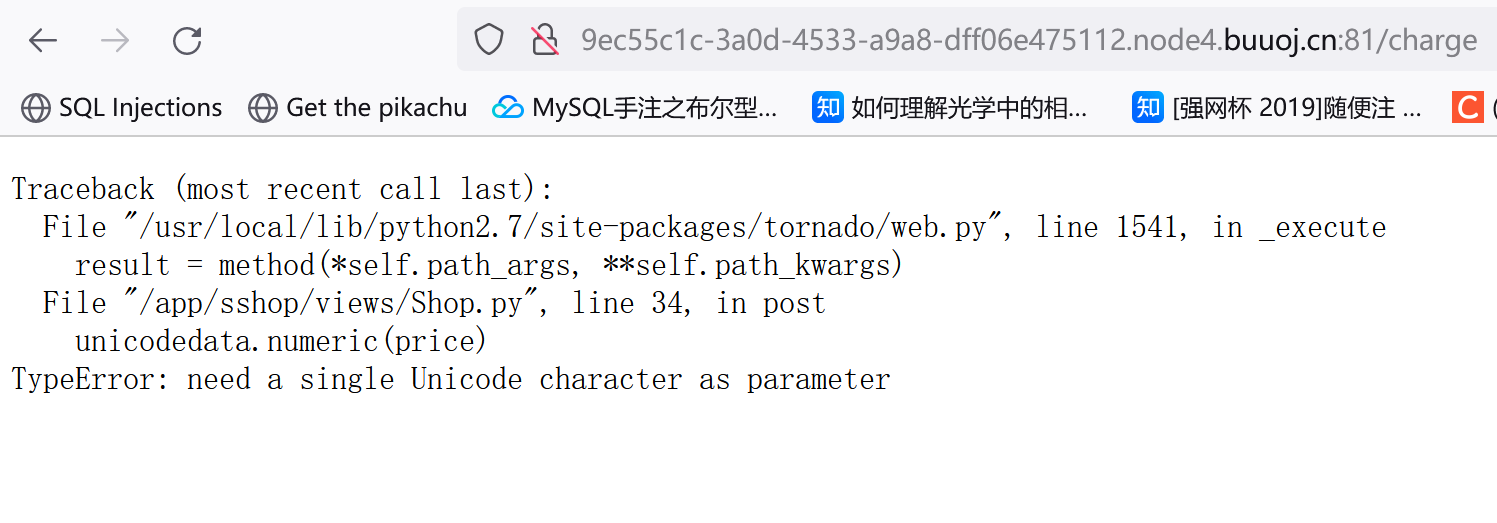 9ec55c1c-3a0d-4533-a9a8-dff06e475112.node4.buuoj.cn:81/charge
SQL Injections Get the pikachu MySQL手注之布尔型... 知 如何理解光学中的相... 知 [强网杯 2019]随便注 ... C (
Traceback (most recent call last):
File "/usr/local/lib/python2.7/site-packages/tornado/web.py", line 1541, in _execute
result = method(*self.path_args, **self.path_kwargs)
File "/app/sshop/views/Shop.py", line 34, in post
unicodedata.numeric(price)
TypeError: need a single Unicode character as parameter